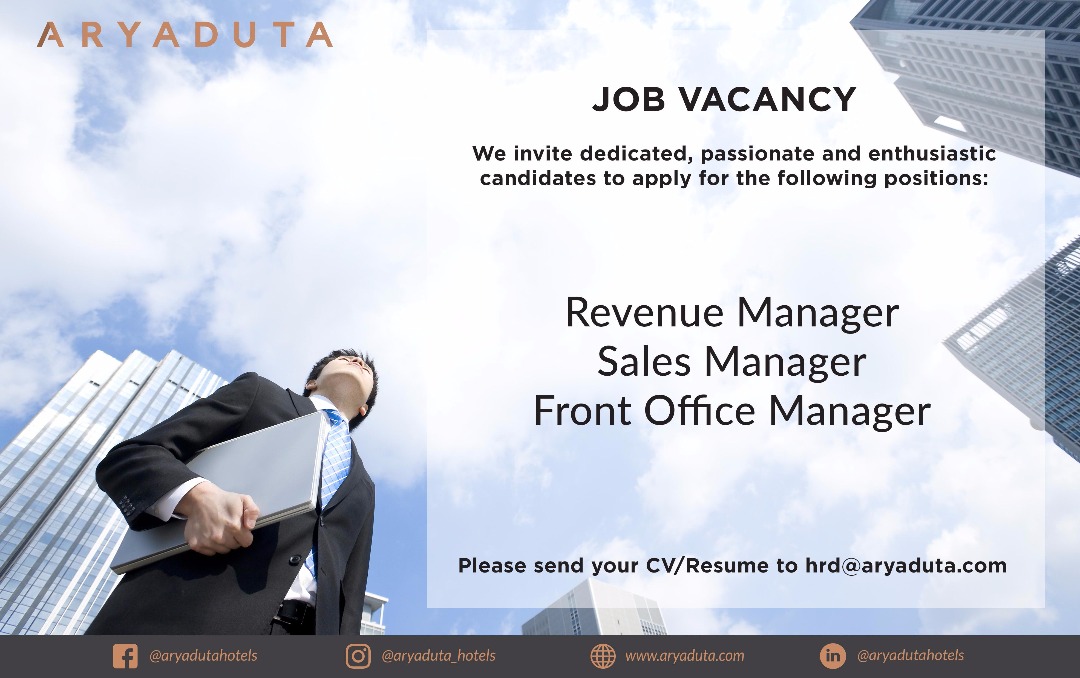 ARYADUTA
JOB VACANCY
We invite dedicated, passionate and enthusiastic
candidates to apply for the following positions:
Revenue Manager
Sales Manager
Front Office Manager
Please send your CV/Resume to hrd@aryaduta.com
@aryadutahotels
@aryaduta_hotels
www.aryaduta.com
@aryadutahotels